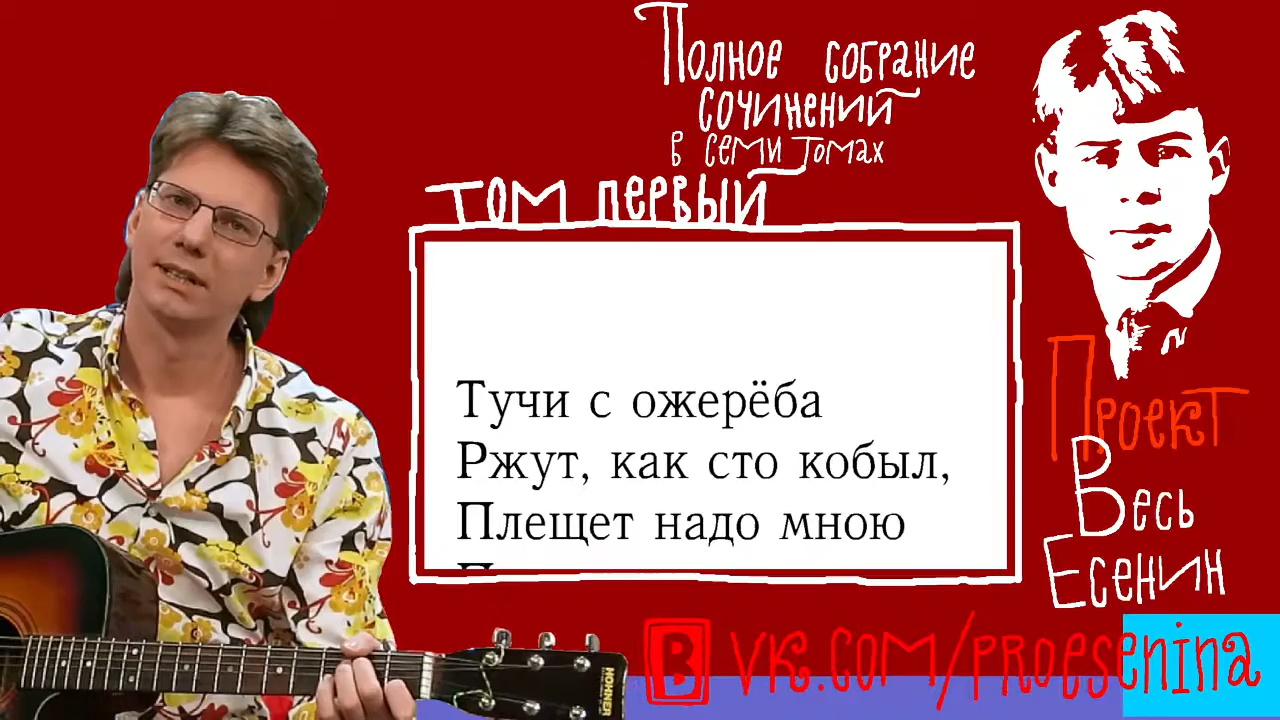 Полное собрание
сочинений
в семи томах
том первый
Тучи с ожерёба
Ржут, как сто кобыл,
Плещет надо мною
Проект
Весь
Есенин
В vk.com/proesenina
HOHNER